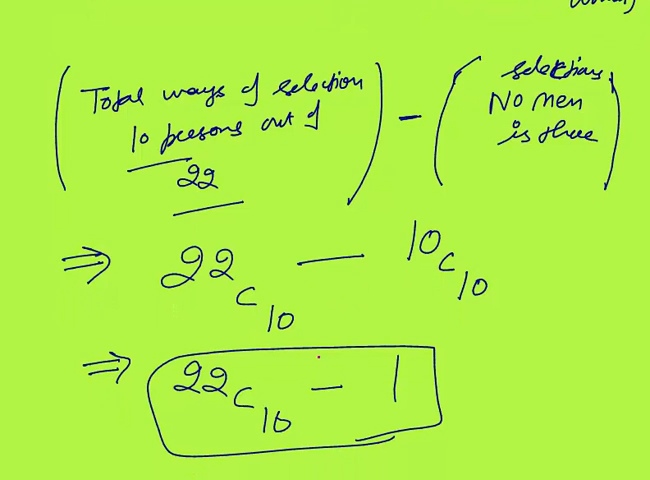 Total ways of selection
10 persons out of
22
—
selections
No men
is there
⇒ 22C10 — 10C10
⇒ 22C10 — 1